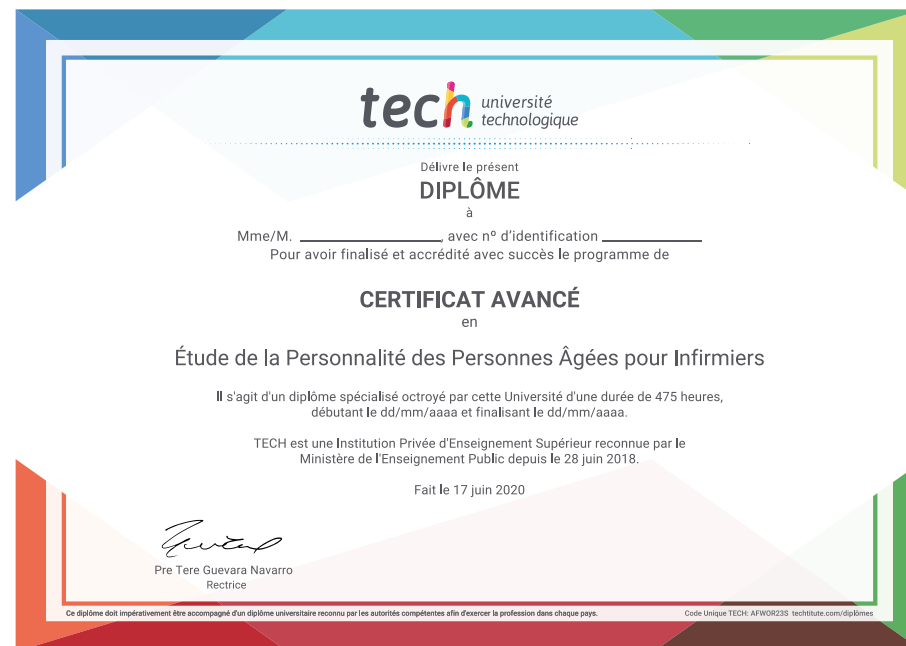 tech université
technologique
Délivre le présent
DIPLÔME
à
Mme/M. ____________________, avec nº d'identification ______________
Pour avoir finalisé et accrédité avec succès le programme de
CERTIFICAT AVANCÉ
en
Étude de la Personnalité des Personnes Âgées pour Infirmiers
Il s'agit d'un diplôme spécialisé octroyé par cette Université d'une durée de 475 heures,
débutant le dd/mm/aaaa et finalisant le dd/mm/aaaa.
TECH est une Institution Privée d'Enseignement Supérieur reconnue par le
Ministère de l'Enseignement Public depuis le 28 juin 2018.
Fait le 17 juin 2020
Pre Tere Guevara Navarro
Rectrice
Ce diplôme doit impérativement être accompagné d'un diplôme universitaire reconnu par les autorités compétentes afin d'exercer la profession dans chaque pays.
Code Unique TECH: AFWOR23S techtitute.com/diplômes